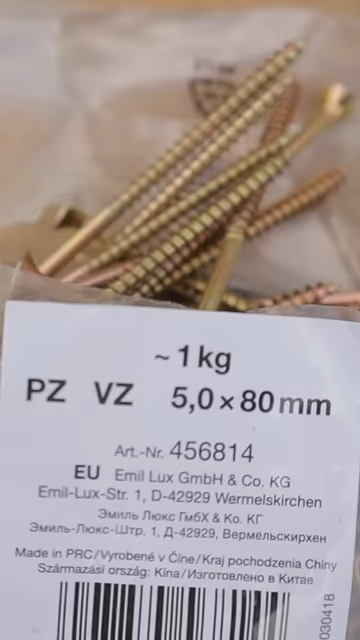 ~ 1 kg
PZ VZ 5,0 × 80 mm
Art.-Nr. 456814
EU Emil Lux GmbH & Co. KG
Emil-Lux-Str. 1, D-42929 Wermelskirchen
Эмиль Люкс ГмбХ & Ко. КГ
Эмиль-Люкс-Штр. 1, Д-42929, Вермельскирхен
Made in PRC/Vyrobené v Číne/Kraj pochodzenia Chiny
Származási ország: Kína/Изготовлено в Китае
030418